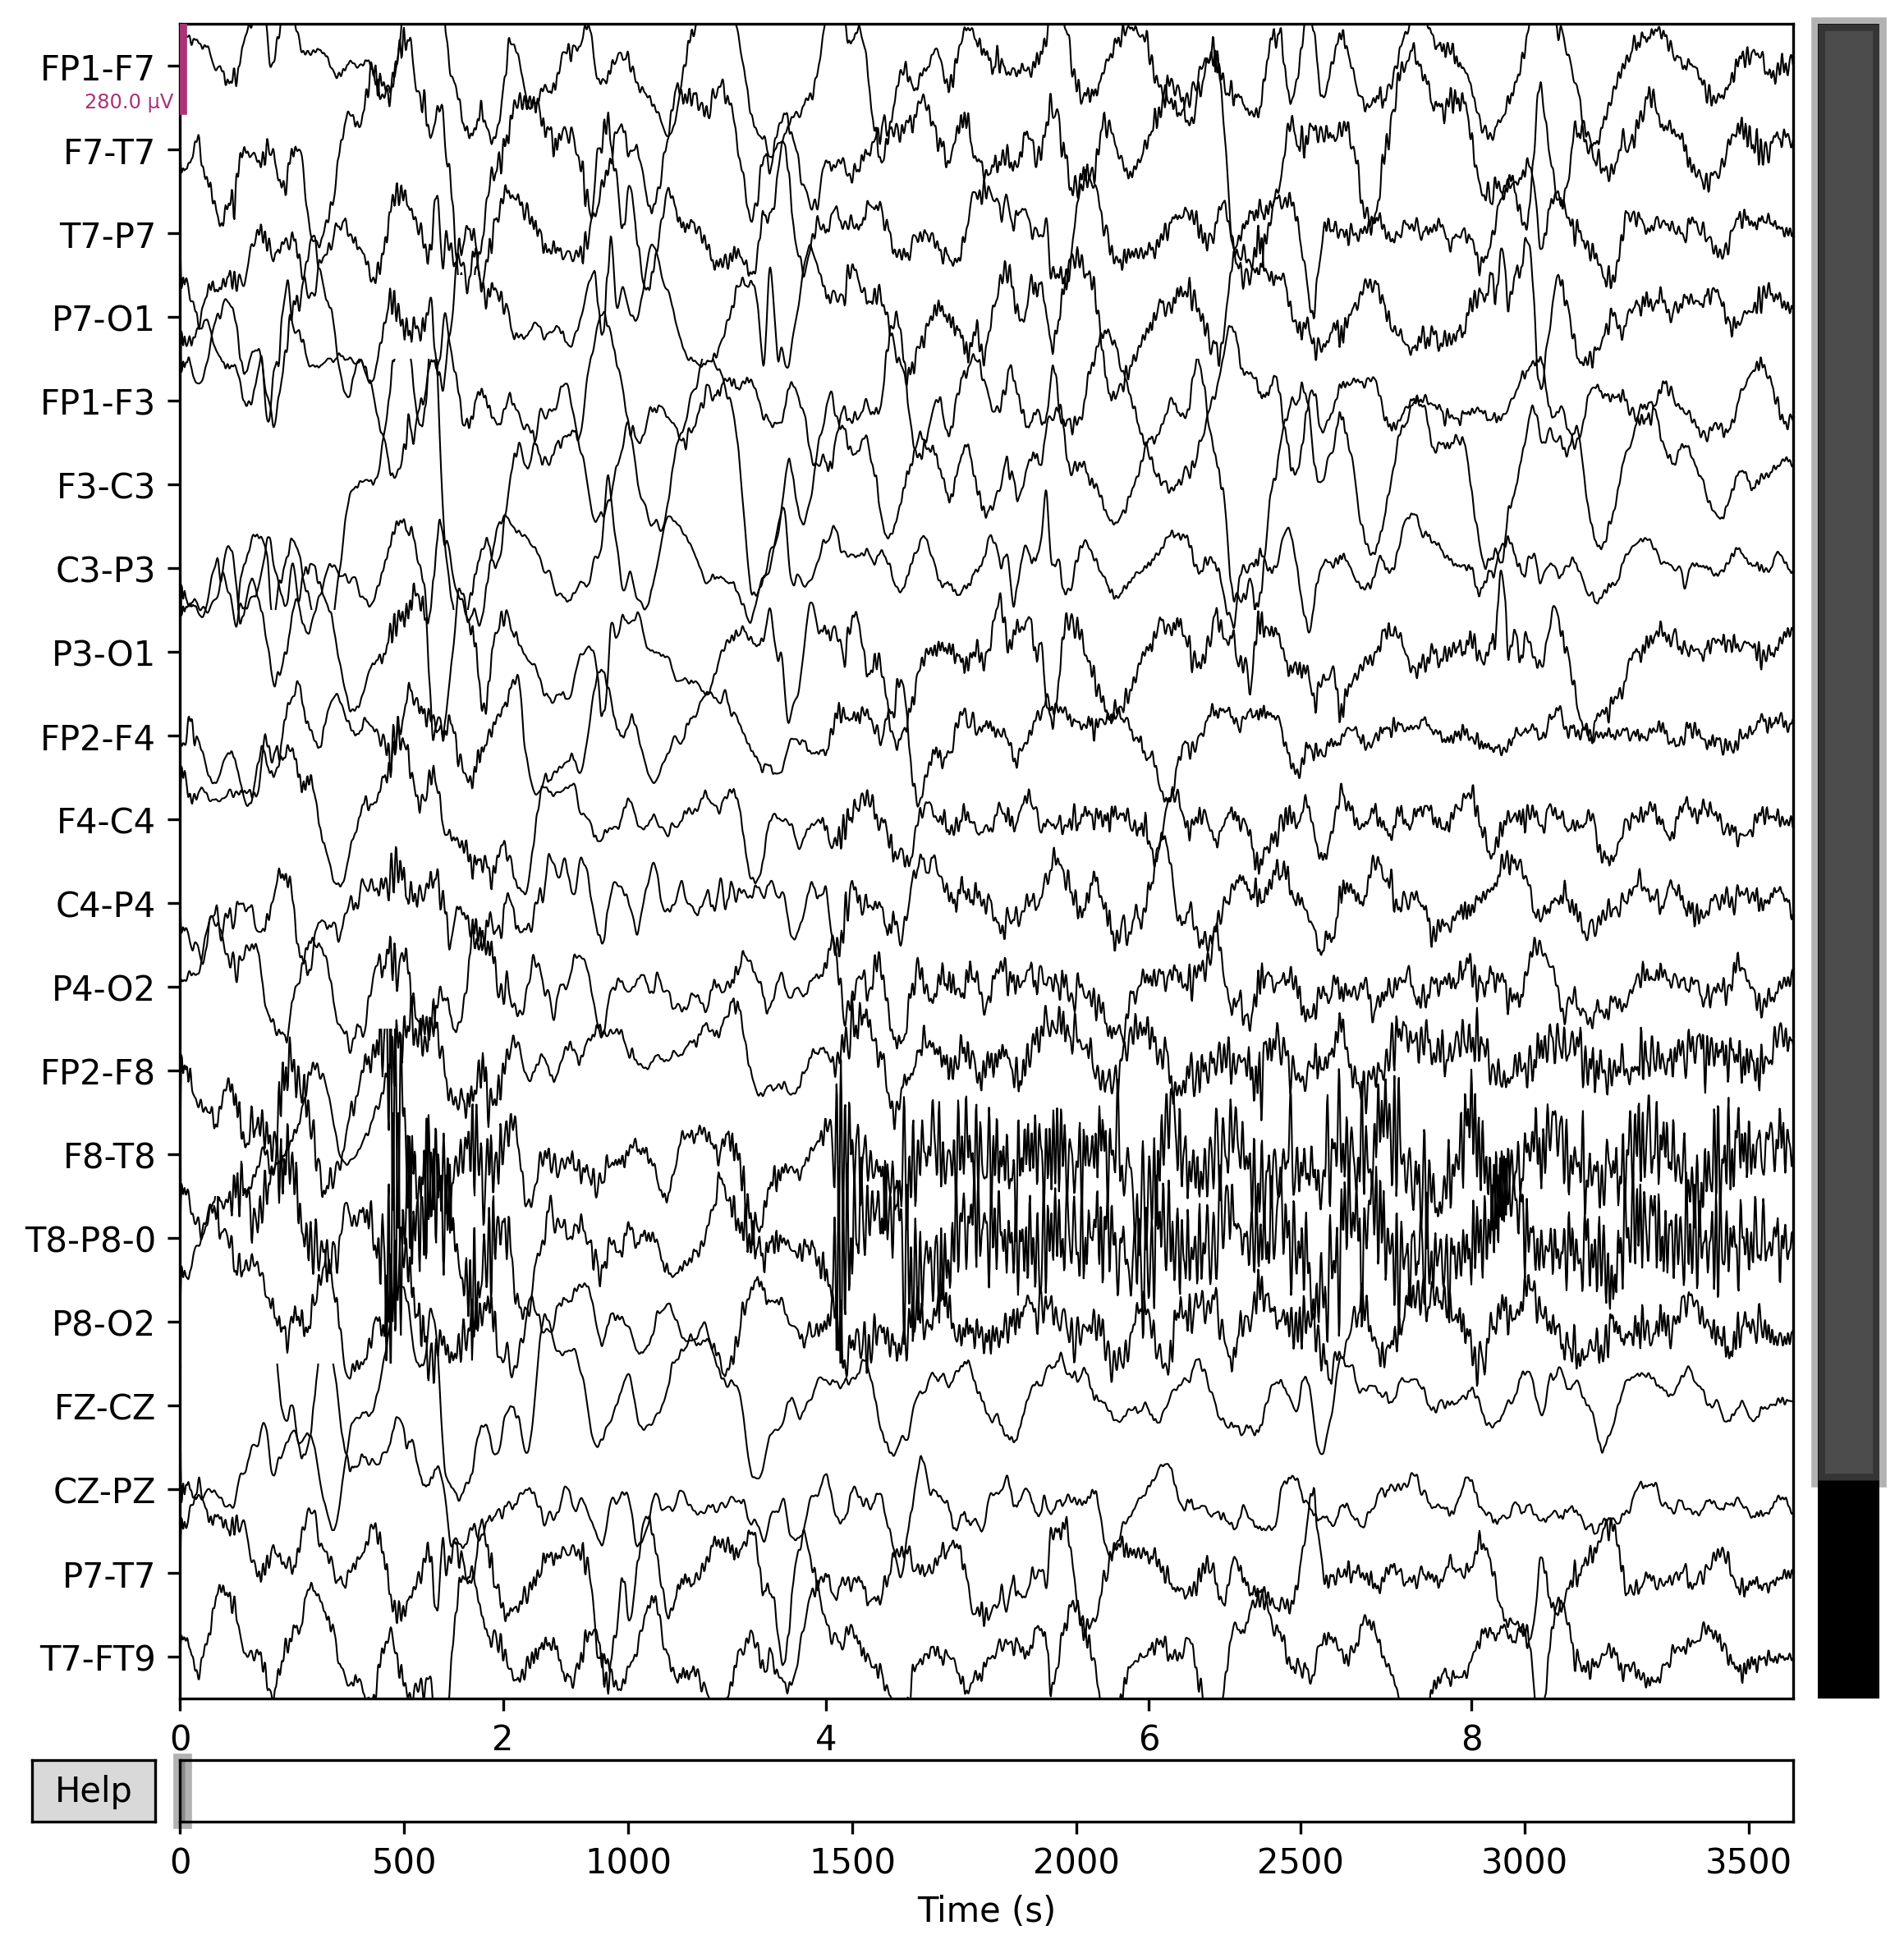 FP1-F7
280.0 µV
F7-T7
T7-P7
P7-O1
FP1-F3
F3-C3
C3-P3
P3-O1
FP2-F4
F4-C4
C4-P4
P4-O2
FP2-F8
F8-T8
T8-P8-0
P8-O2
FZ-CZ
CZ-PZ
P7-T7
T7-FT9
0 2 4 6 8
Help
0 500 1000 1500 2000 2500 3000 3500
Time (s)